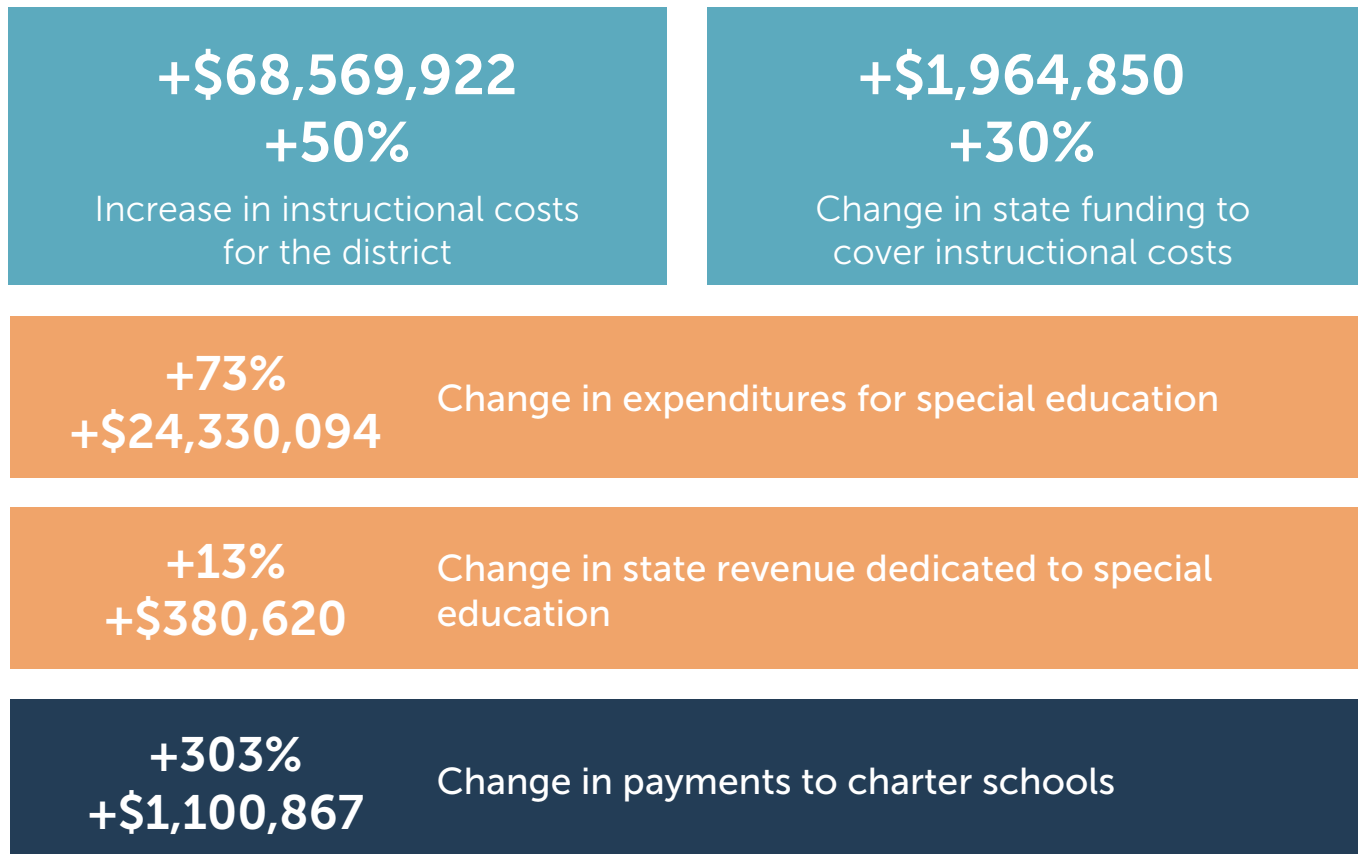 +$68,569,922
+50%
Increase in instructional costs
for the district
+$1,964,850
+30%
Change in state funding to
cover instructional costs
+73%
+$24,330,094
Change in expenditures for special education
+13%
+$380,620
Change in state revenue dedicated to special
education
+303%
+$1,100,867
Change in payments to charter schools